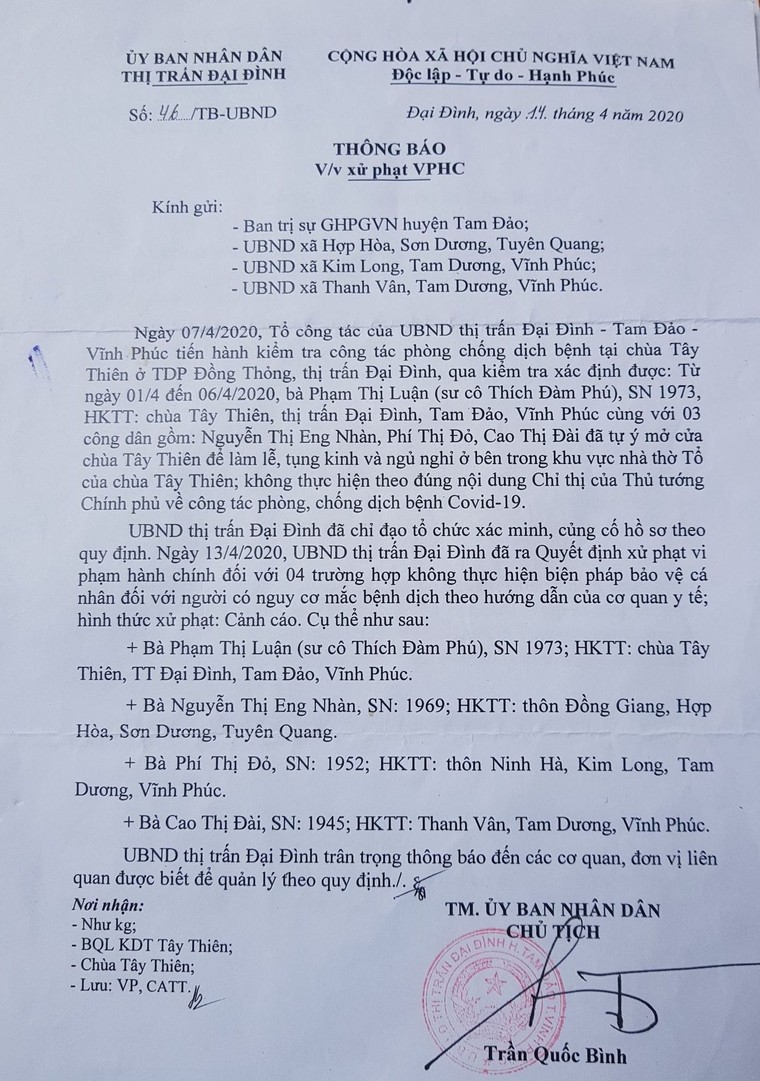 ỦY BAN NHÂN DÂN
THỊ TRẤN ĐẠI ĐÌNH
CỘNG HÒA XÃ HỘI CHỦ NGHĨA VIỆT NAM
Độc lập - Tự do - Hạnh Phúc
Số: 46 /TB-UBND
Đại Đình, ngày 14 tháng 4 năm 2020
THÔNG BÁO
V/v xử phạt VPHC
Kính gửi:
- Ban trị sự GHPGVN huyện Tam Đảo;
- UBND xã Hợp Hòa, Sơn Dương, Tuyên Quang;
- UBND xã Kim Long, Tam Dương, Vĩnh Phúc;
- UBND xã Thanh Vân, Tam Dương, Vĩnh Phúc.
Ngày 07/4/2020, Tổ công tác của UBND thị trấn Đại Đình - Tam Đảo -
Vĩnh Phúc tiến hành kiểm tra công tác phòng chống dịch bệnh tại chùa Tây
Thiên ở TDP Đồng Thỏng, thị trấn Đại Đình, qua kiểm tra xác định được: Từ
ngày 01/4 đến 06/4/2020, bà Phạm Thị Luận (sư cô Thích Đàm Phú), SN 1973,
HKTT: chùa Tây Thiên, thị trấn Đại Đình, Tam Đảo, Vĩnh Phúc cùng với 03
công dân gồm: Nguyễn Thị Eng Nhàn, Phí Thị Đỏ, Cao Thị Đài đã tự ý mở cửa
chùa Tây Thiên để làm lễ, tụng kinh và ngủ nghỉ ở bên trong khu vực nhà thờ Tổ
của chùa Tây Thiên; không thực hiện theo đúng nội dung Chỉ thị của Thủ tướng
Chính phủ về công tác phòng, chống dịch bệnh Covid-19.
UBND thị trấn Đại Đình đã chỉ đạo tổ chức xác minh, củng cố hồ sơ theo
quy định. Ngày 13/4/2020, UBND thị trấn Đại Đình đã ra Quyết định xử phạt vi
phạm hành chính đối với 04 trường hợp không thực hiện biện pháp bảo vệ cá
nhân đối với người có nguy cơ mắc bệnh dịch theo hướng dẫn của cơ quan y tế;
hình thức xử phạt: Cảnh cáo. Cụ thể như sau:
+ Bà Phạm Thị Luận (sư cô Thích Đàm Phú), SN 1973; HKTT: chùa Tây
Thiên, TT Đại Đình, Tam Đảo, Vĩnh Phúc.
+ Bà Nguyễn Thị Eng Nhàn, SN: 1969; HKTT: thôn Đồng Giang, Hợp
Hòa, Sơn Dương, Tuyên Quang.
+ Bà Phí Thị Đỏ, SN: 1952; HKTT: thôn Ninh Hà, Kim Long, Tam
Dương, Vĩnh Phúc.
+ Bà Cao Thị Đài, SN: 1945; HKTT: Thanh Vân, Tam Dương, Vĩnh Phúc.
UBND thị trấn Đại Đình trân trọng thông báo đến các cơ quan, đơn vị liên
quan được biết để quản lý theo quy định./.
Nơi nhận:
- Như kg;
- BQL KDT Tây Thiên;
- Chùa Tây Thiên;
- Lưu: VP, CATT.
TM. ỦY BAN NHÂN DÂN
CHỦ TỊCH
Trần Quốc Bình